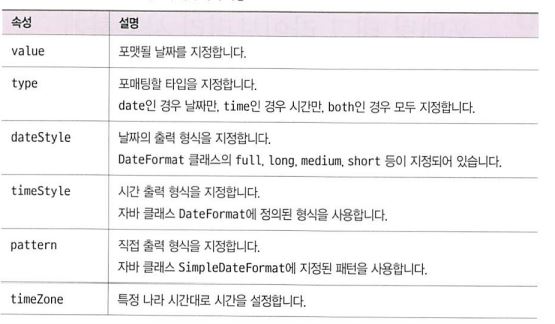 속성 설명
value 포맷될 날짜를 지정합니다.
type 포매팅할 타입을 지정합니다.
date인 경우 날짜만, time인 경우 시간만, both인 경우 모두 지정합니다.
dateStyle 날짜의 출력 형식을 지정합니다.
DateFormat 클래스의 full, long, medium, short 등이 지정되어 있습니다.
timeStyle 시간 출력 형식을 지정합니다.
자바 클래스 DateFormat에 정의된 형식을 사용합니다.
pattern 직접 출력 형식을 지정합니다.
자바 클래스 SimpleDateFormat에 지정된 패턴을 사용합니다.
timeZone 특정 나라 시간대로 시간을 설정합니다.